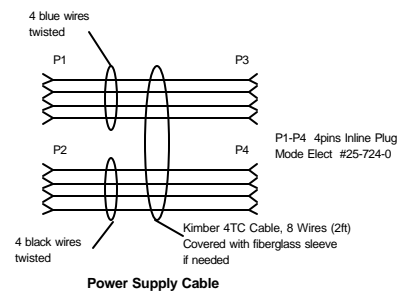 4 blue wires
twisted
P1
P3
P1-P4 4pins Inline Plug
Mode Elect #25-724-0
P2
P4
Kimber 4TC Cable, 8 Wires (2ft)
Covered with fiberglass sleeve
if needed
4 black wires
twisted
Power Supply Cable